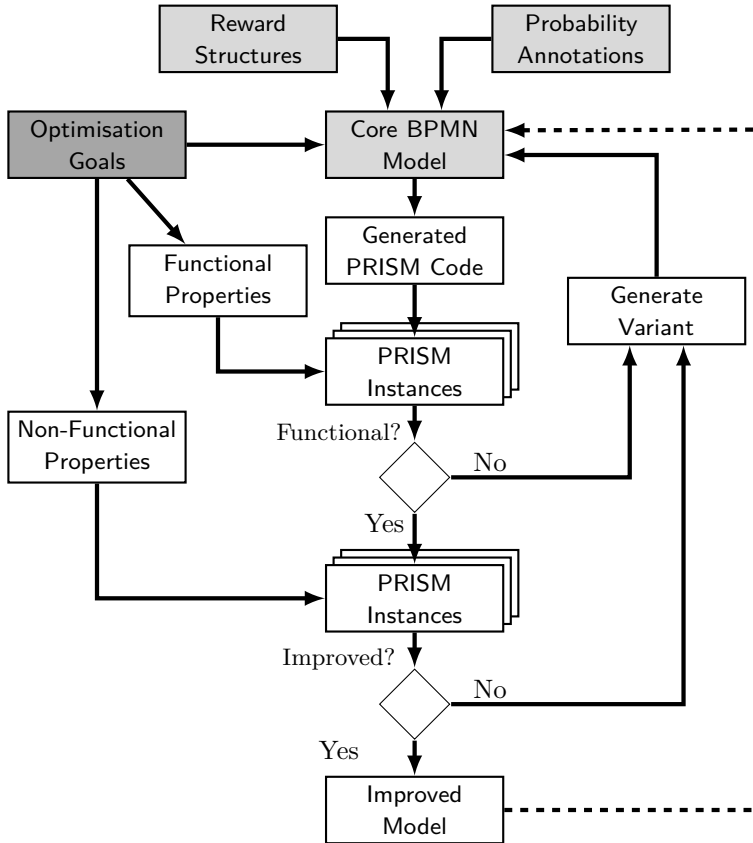 Reward
Structures
Probability
Annotations
Optimisation
Goals
Core BPMN
Model
Generated
PRISM Code
Functional
Properties
Generate
Variant
PRISM
Instances
Non-Functional
Properties
Functional?
No
Yes
PRISM
Instances
Improved?
No
Yes
Improved
Model